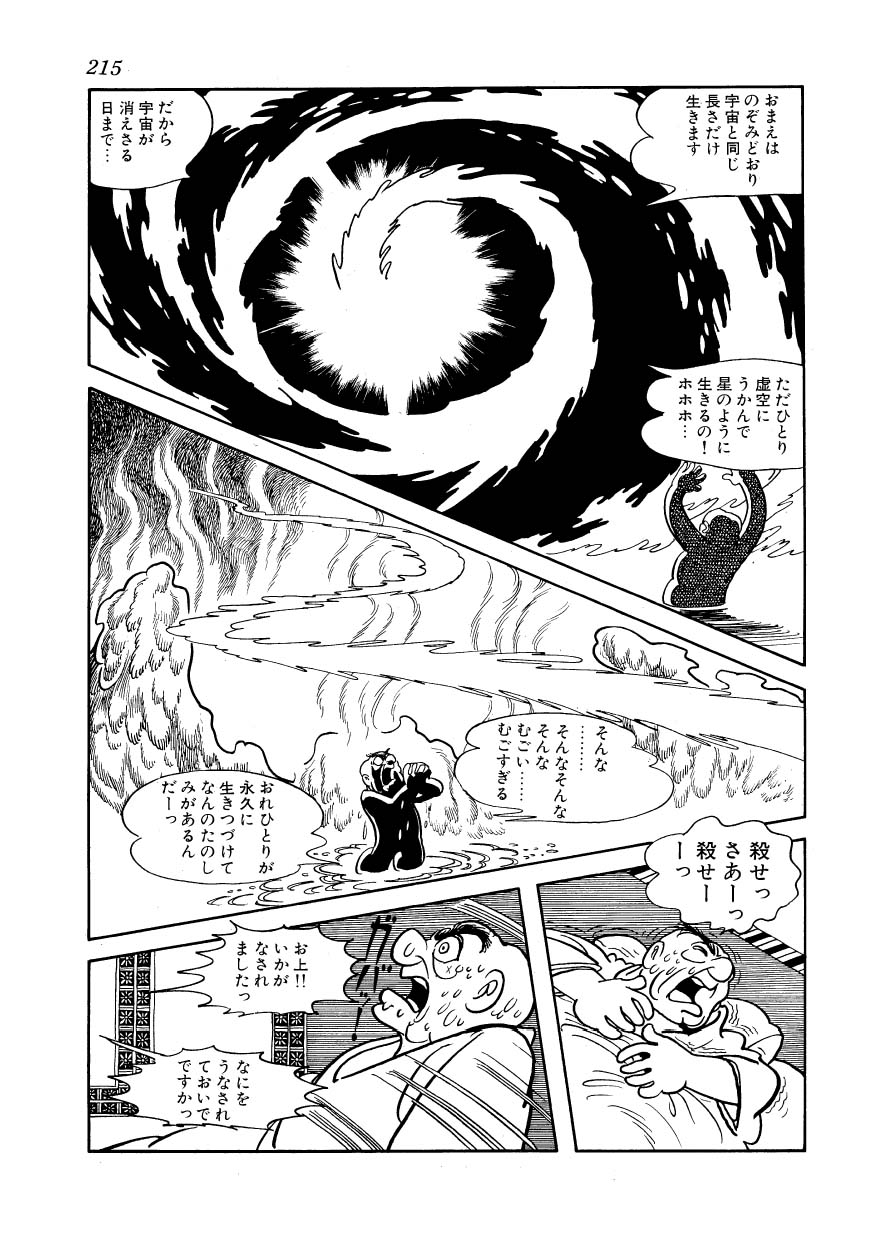 215
おまえは
のぞみどおり
宇宙と同じ
長さだけ
生きます
だから
宇宙が
消えさる
日まで…
ただひとり
虚空に
うかんで
星のように
生きるの!
ホホホ…
そんな
………
そんなそんな
そんな
むごい……
むごすぎる
おれひとりが
永久に
生きつづけて
なんのたのし
みがあるん
だーっ
殺せっ
さあーっ
殺せー
ーっ
ガバッ!
お上!!
いかが
なされ
ましたっ
なにを
うなされ
ておいで
ですかっ